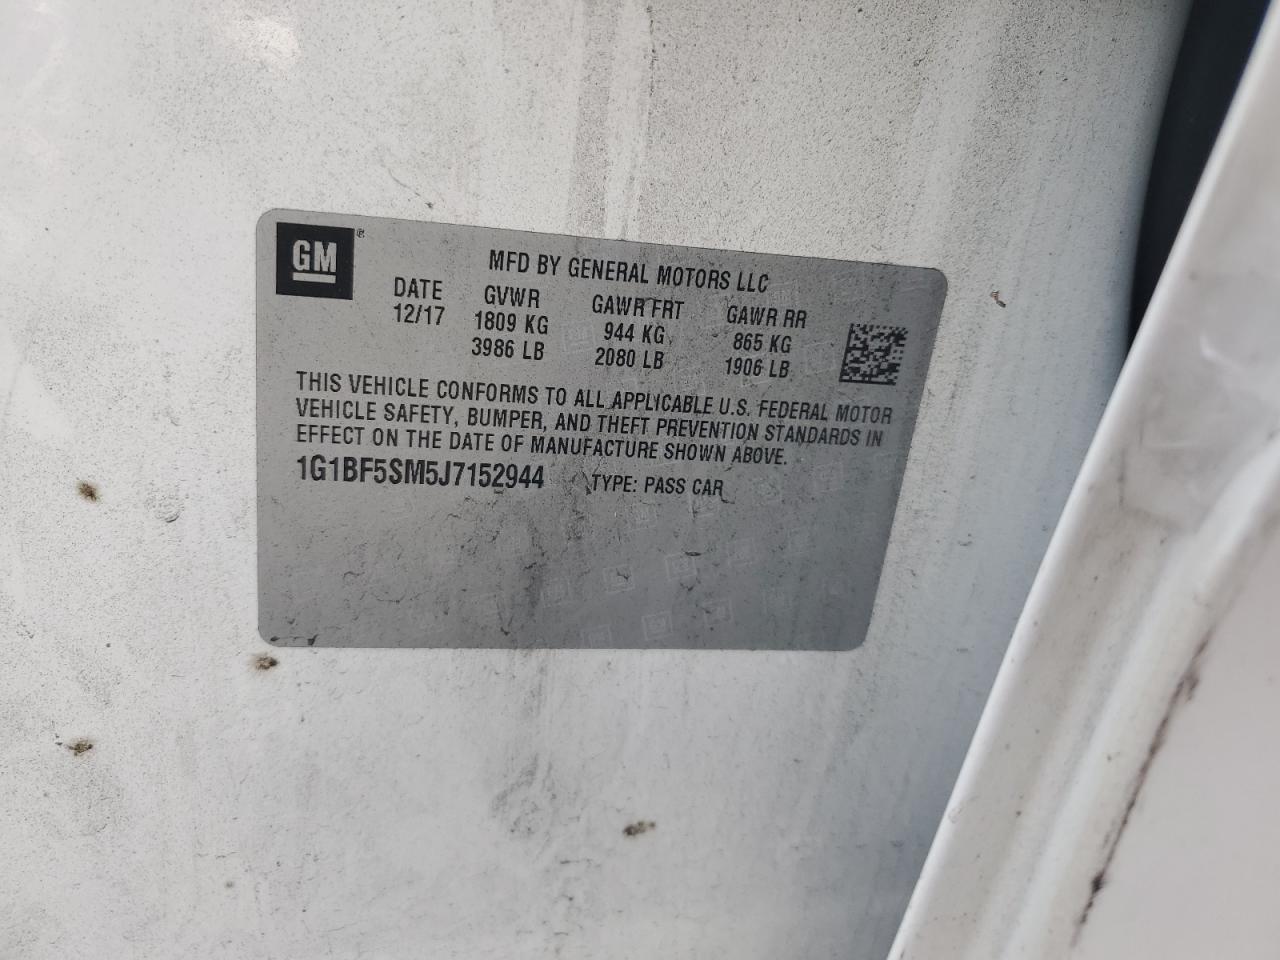 GM®
MFD BY GENERAL MOTORS LLC
DATE GVWR GAWR FRT GAWR RR
12/17 1809 KG 944 KG 865 KG
3986 LB 2080 LB 1906 LB
THIS VEHICLE CONFORMS TO ALL APPLICABLE U.S. FEDERAL MOTOR
VEHICLE SAFETY, BUMPER, AND THEFT PREVENTION STANDARDS IN
EFFECT ON THE DATE OF MANUFACTURE SHOWN ABOVE.
1G1BF5SM5J7152944 TYPE: PASS CAR